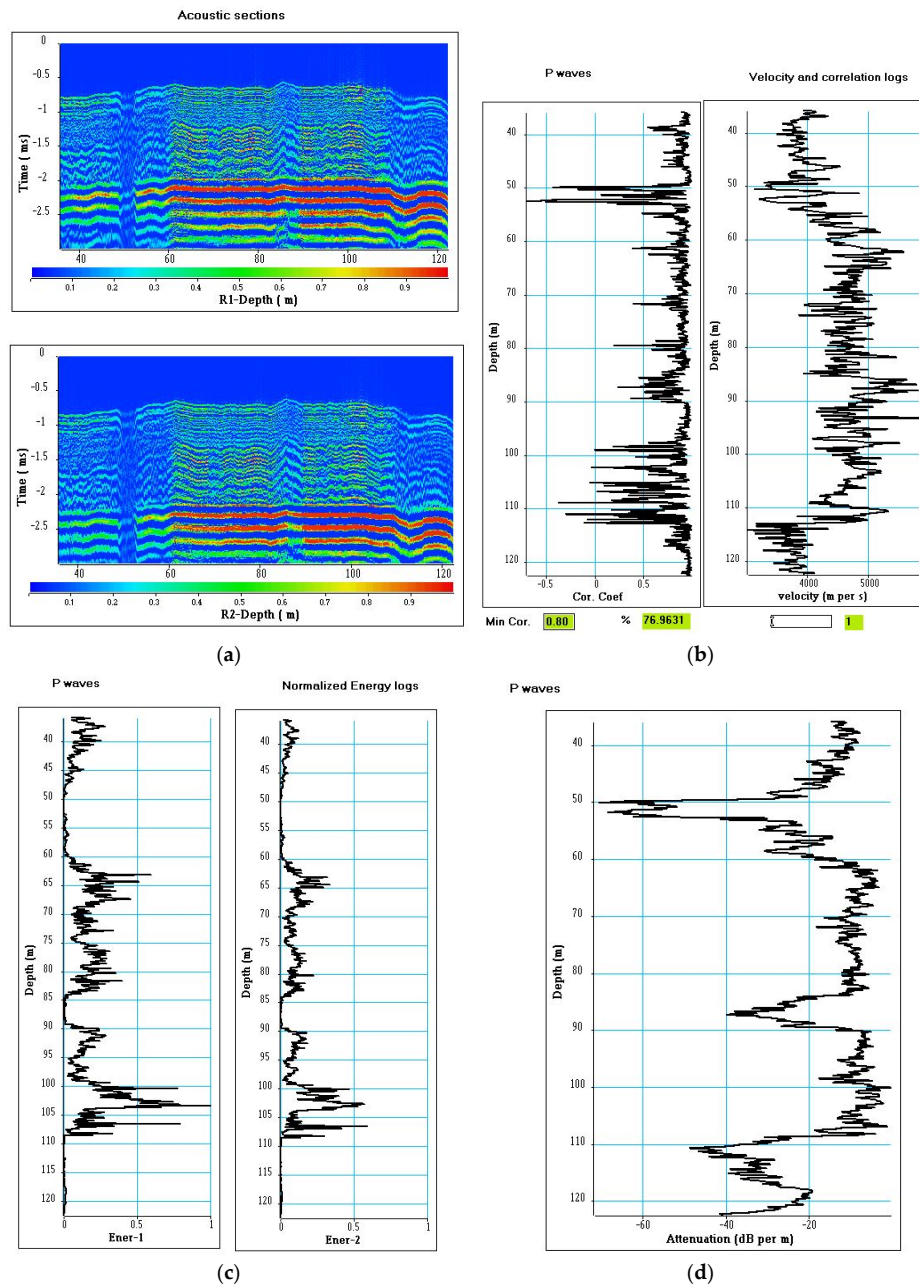 Acoustic sections
0
-0.5
-1
-1.5
-2
-2.5
Time ( ms)
40 60 80 100 120
0.1 0.2 0.3 0.4 0.5 0.6 0.7 0.8 0.9
R1-Depth ( m)
0
-0.5
-1
-1.5
-2
-2.5
Time ( ms)
40 60 80 100 120
0.1 0.2 0.3 0.4 0.5 0.6 0.7 0.8 0.9
R2-Depth ( m)
(a)
P waves
Velocity and correlation logs
40
50
60
70
80
90
100
110
120
Depth (m)
-0.5 0 0.5
Cor. Coef
40
50
60
70
80
90
100
110
120
Depth (m)
4000 5000
velocity (m per s)
Min Cor. 0.80 % 76.9631 1
(b)
P waves
Normalized Energy logs
40
45
50
55
60
65
70
75
80
85
90
95
100
105
110
115
120
Depth (m)
0 0.5 1
Ener-1
40
45
50
55
60
65
70
75
80
85
90
95
100
105
110
115
120
Depth (m)
0 0.5 1
Ener-2
(c)
P waves
40
50
60
70
80
90
100
110
120
Depth (m)
-60 -40 -20
Attenuation (dB per m)
(d)